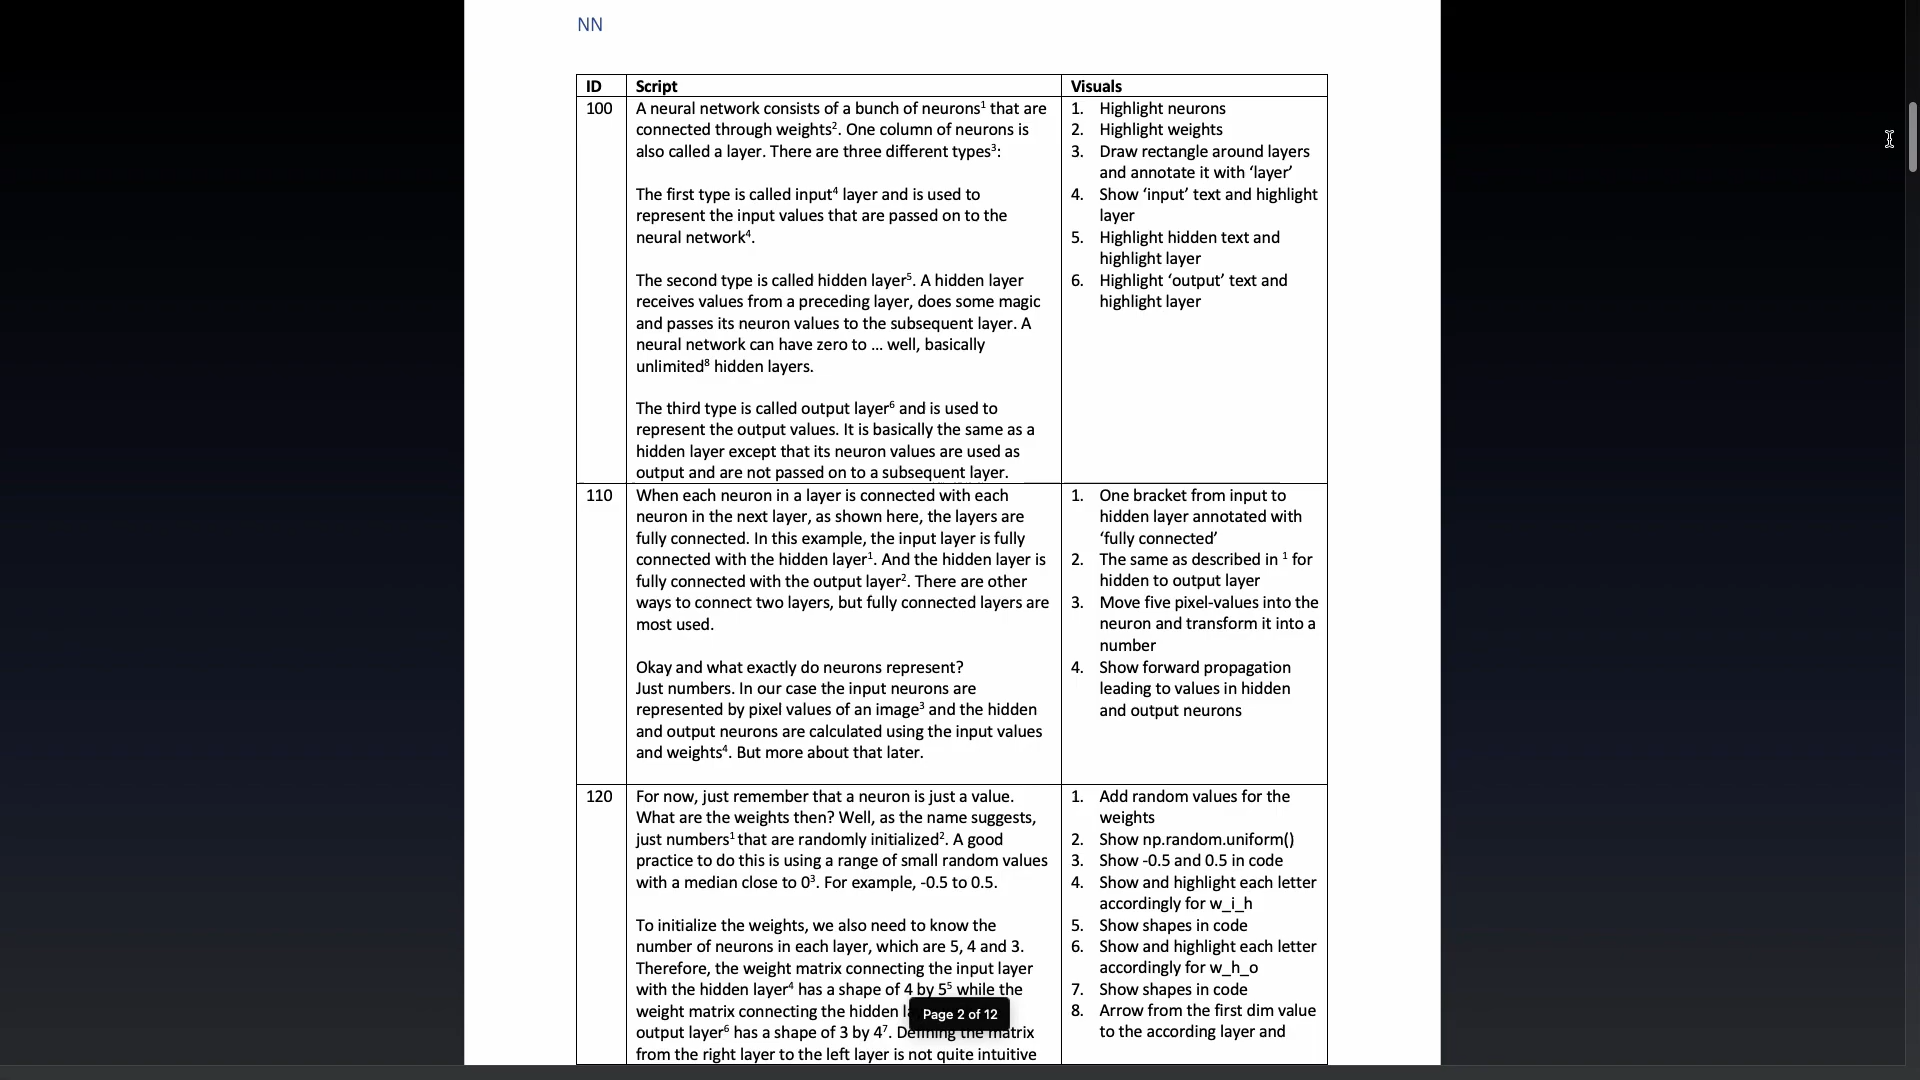 NN
ID Script Visuals
100
A neural network consists of a bunch of neurons¹ that are
connected through weights². One column of neurons is
also called a layer. There are three different types³:
The first type is called input⁴ layer and is used to
represent the input values that are passed on to the
neural network⁴.
The second type is called hidden layer⁵. A hidden layer
receives values from a preceding layer, does some magic
and passes its neuron values to the subsequent layer. A
neural network can have zero to ... well, basically
unlimited⁸ hidden layers.
The third type is called output layer⁶ and is used to
represent the output values. It is basically the same as a
hidden layer except that its neuron values are used as
output and are not passed on to a subsequent layer.
1. Highlight neurons
2. Highlight weights
3. Draw rectangle around layers
and annotate it with ‘layer’
4. Show ‘input’ text and highlight
layer
5. Highlight hidden text and
highlight layer
6. Highlight ‘output’ text and
highlight layer
110
When each neuron in a layer is connected with each
neuron in the next layer, as shown here, the layers are
fully connected. In this example, the input layer is fully
connected with the hidden layer¹. And the hidden layer is
fully connected with the output layer². There are other
ways to connect two layers, but fully connected layers are
most used.
Okay and what exactly do neurons represent?
Just numbers. In our case the input neurons are
represented by pixel values of an image³ and the hidden
and output neurons are calculated using the input values
and weights⁴. But more about that later.
1. One bracket from input to
hidden layer annotated with
‘fully connected’
2. The same as described in ¹ for
hidden to output layer
3. Move five pixel-values into the
neuron and transform it into a
number
4. Show forward propagation
leading to values in hidden
and output neurons
120
For now, just remember that a neuron is just a value.
What are the weights then? Well, as the name suggests,
just numbers¹ that are randomly initialized². A good
practice to do this is using a range of small random values
with a median close to 0³. For example, -0.5 to 0.5.
To initialize the weights, we also need to know the
number of neurons in each layer, which are 5, 4 and 3.
Therefore, the weight matrix connecting the input layer
with the hidden layer⁴ has a shape of 4 by 5⁵ while the
weight matrix connecting the hidden
output layer⁶ has a shape of 3 by 4⁷. Defining the matrix
from the right layer to the left layer is not quite intuitive
1. Add random values for the
weights
2. Show np.random.uniform()
3. Show -0.5 and 0.5 in code
4. Show and highlight each letter
accordingly for w_i_h
5. Show shapes in code
6. Show and highlight each letter
accordingly for w_h_o
7. Show shapes in code
8. Arrow from the first dim value
to the according layer and
Page 2 of 12